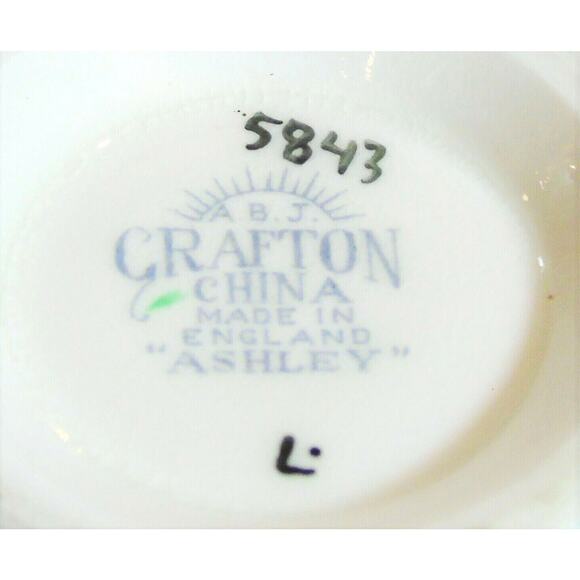 5843
A B.J.
CRAFTON
CHINA
MADE IN
ENGLAND
"ASHLEY"
L.